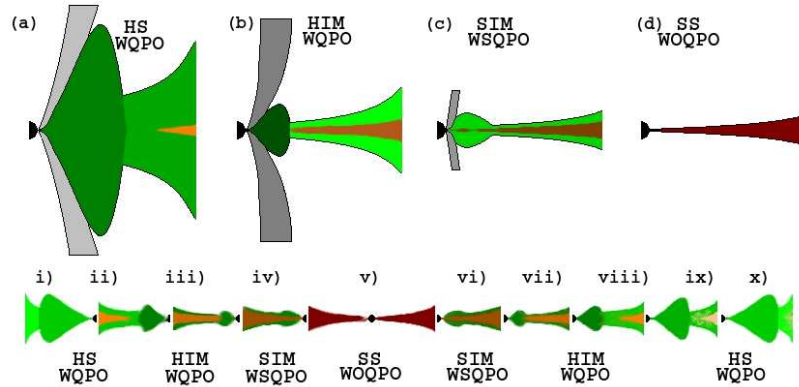 (a) HS
WQPO
(b) HIM
WQPO
(c) SIM
WSQPO
(d) SS
WOQPO
i) ii) iii) iv) v) vi) vii) viii) ix) x)
HS HIM SIM SS SIM HIM HS
WQPO WQPO WSQPO WOQPO WSQPO WQPO WQPO